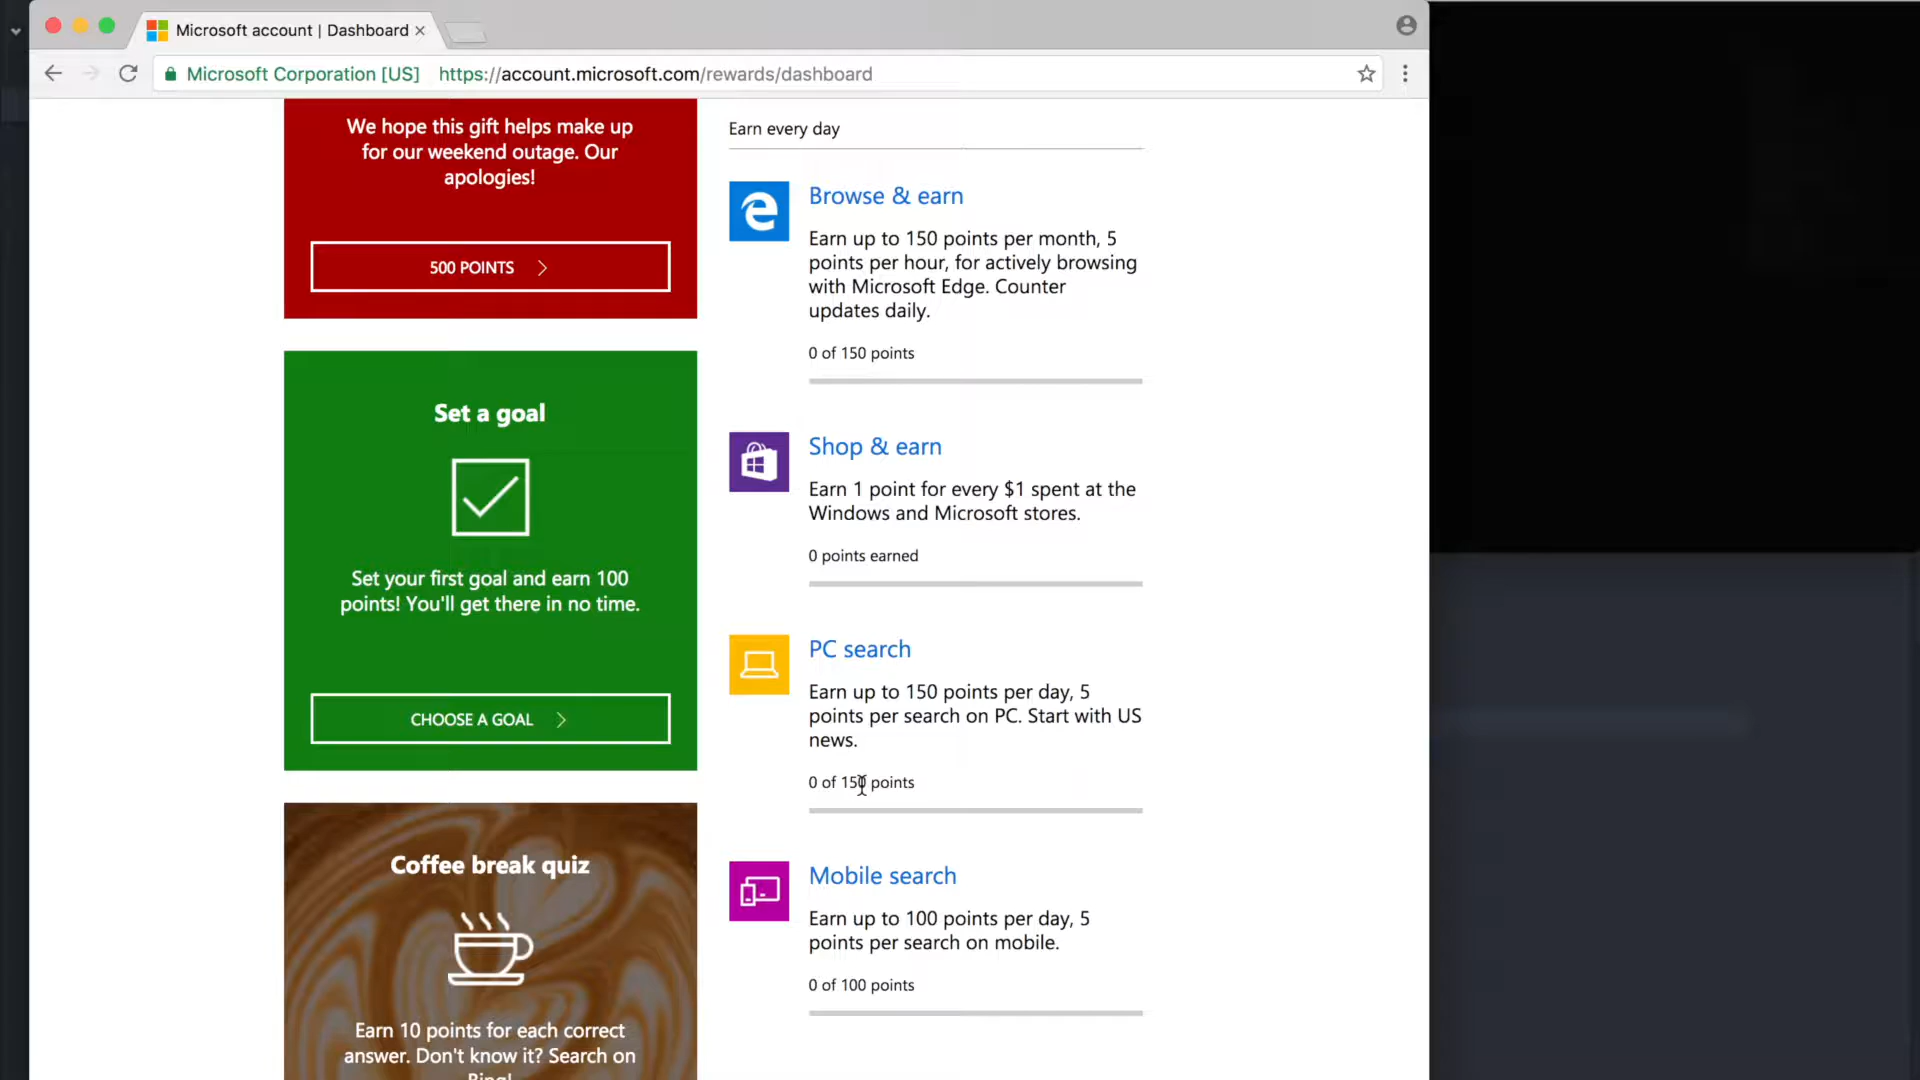 Microsoft account | Dashboard
Microsoft Corporation [US] https://account.microsoft.com/rewards/dashboard
We hope this gift helps make up
for our weekend outage. Our
apologies!
500 POINTS
Set a goal
Set your first goal and earn 100
points! You'll get there in no time.
CHOOSE A GOAL
Coffee break quiz
Earn 10 points for each correct
answer. Don't know it? Search on
Bing!
Earn every day
Browse & earn
Earn up to 150 points per month, 5
points per hour, for actively browsing
with Microsoft Edge. Counter
updates daily.
0 of 150 points
Shop & earn
Earn 1 point for every $1 spent at the
Windows and Microsoft stores.
0 points earned
PC search
Earn up to 150 points per day, 5
points per search on PC. Start with US
news.
0 of 150 points
Mobile search
Earn up to 100 points per day, 5
points per search on mobile.
0 of 100 points